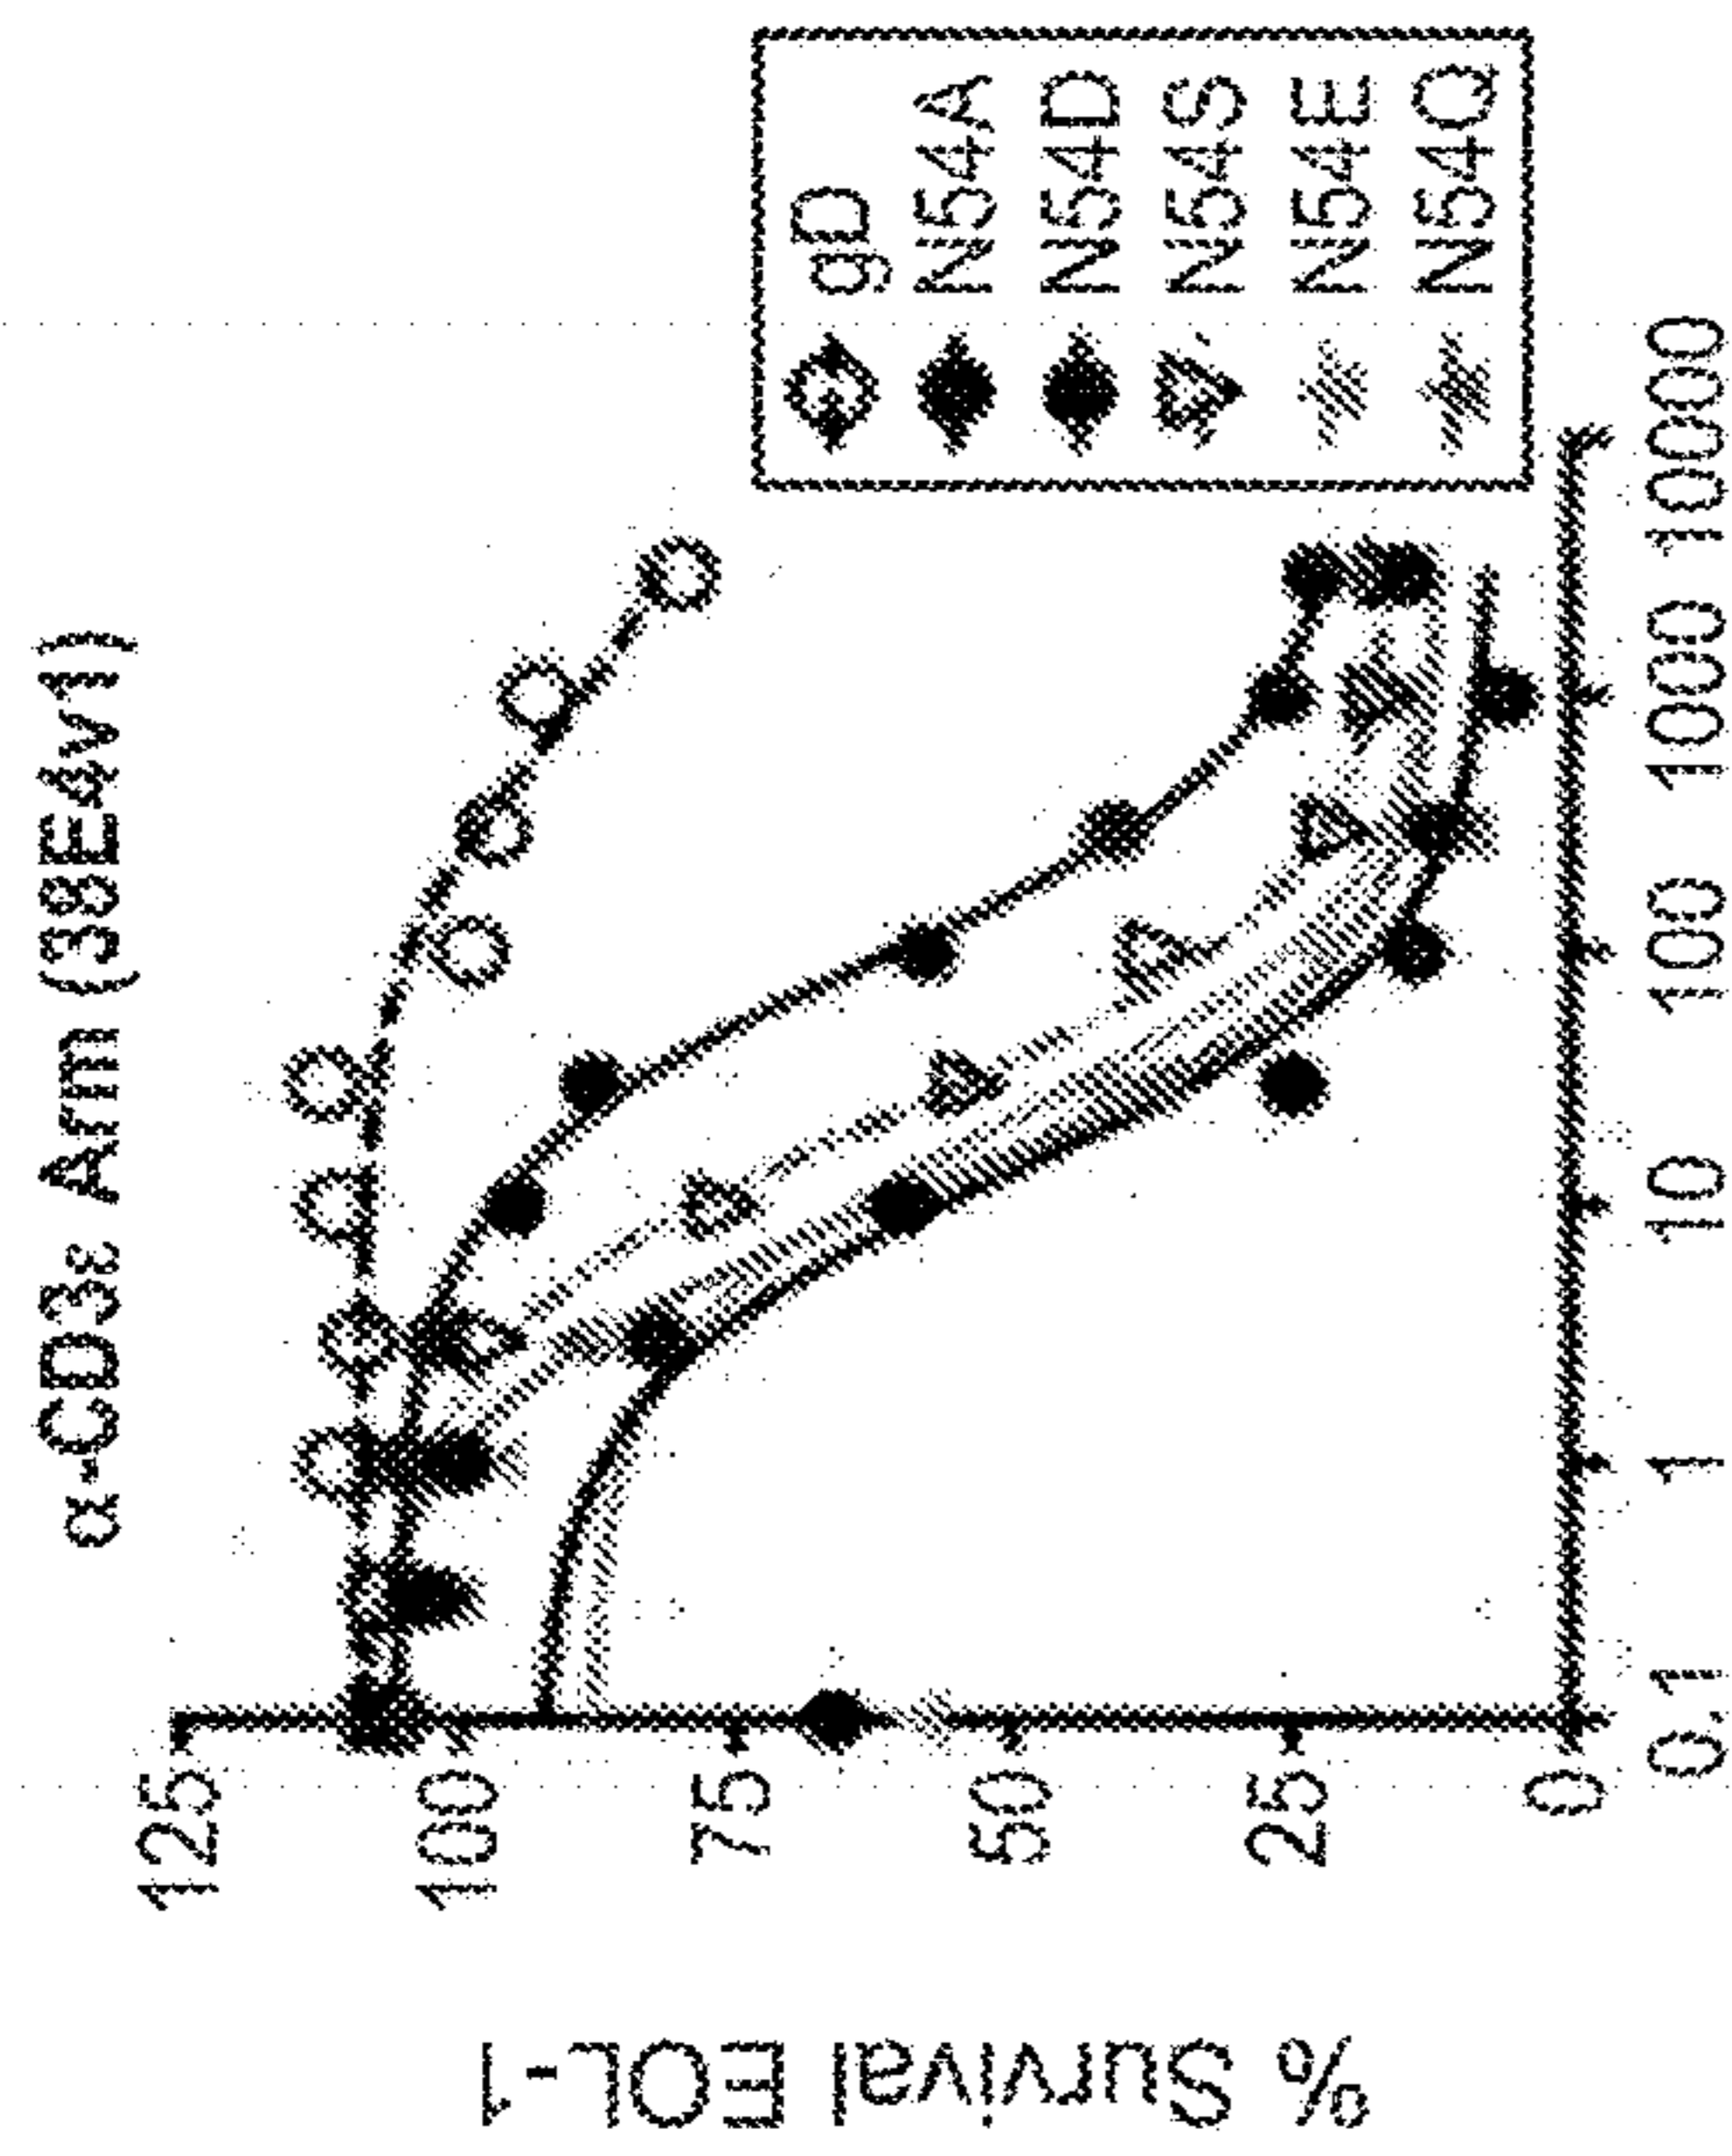 α-CD3ε Arm (38E4v1)
% Survival EOL-1
125
100
75
50
25
0
0.1 1 10 100 1000 10000
gD
N54A
N54D
N54S
N54E
N54Q